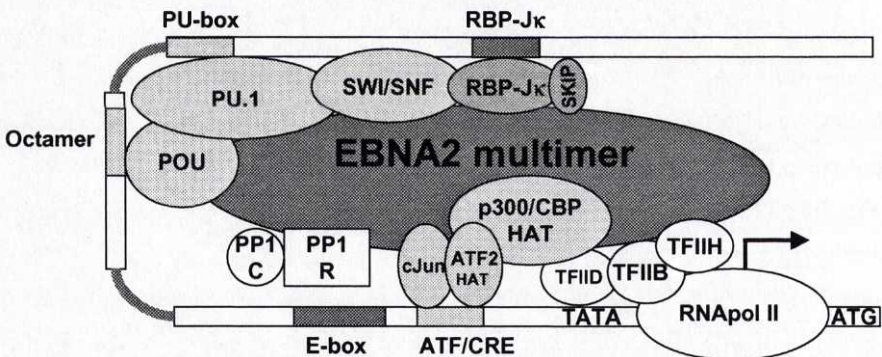 PU-box
RBP-Jκ
PU.1
SWI/SNF
RBP-Jκ
SKIP
Octamer
POU
EBNA2 multimer
p300/CBP
HAT
PP1
C
PP1
R
cJun
ATF2
HAT
TFIID
TFIIB
TFIIH
TATA
RNApol II
ATG
E-box
ATF/CRE